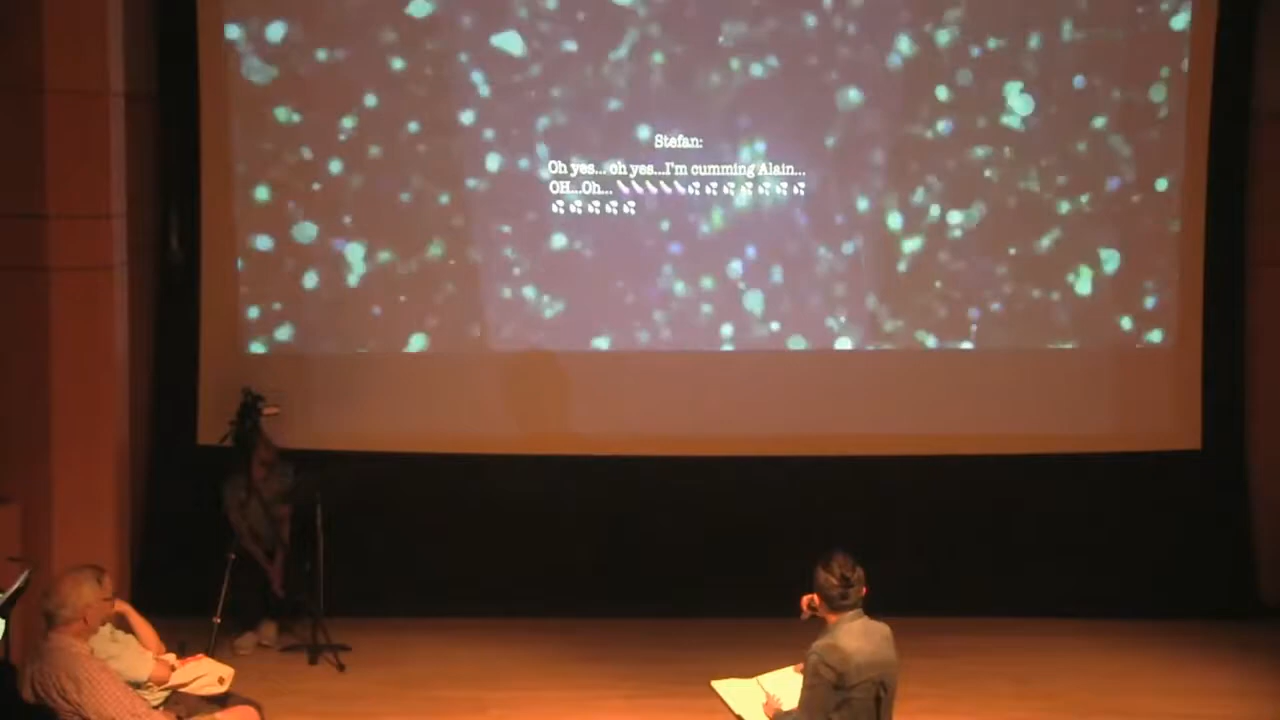 Stefan:
Oh yes... oh yes...I'm cumming Alain...
OH...Oh... 🍆🍆🍆🍆🍆💦💦💦💦💦💦💦
💦💦💦💦💦